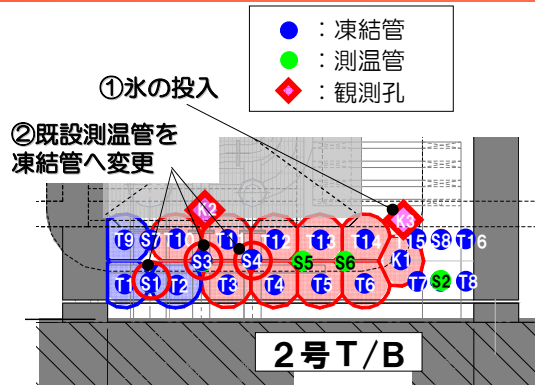 ：凍結管
：測温管
：観測孔
①氷の投入
②既設測温管を
凍結管へ変更
K2
K3
T9 S7 T10 T11 T12 T13 T14 T15 S8 T16
S3 S4 S5 S6 K1
T1 S1 T2 T3 T4 T5 T6 T7 S2 T8
2号T/B